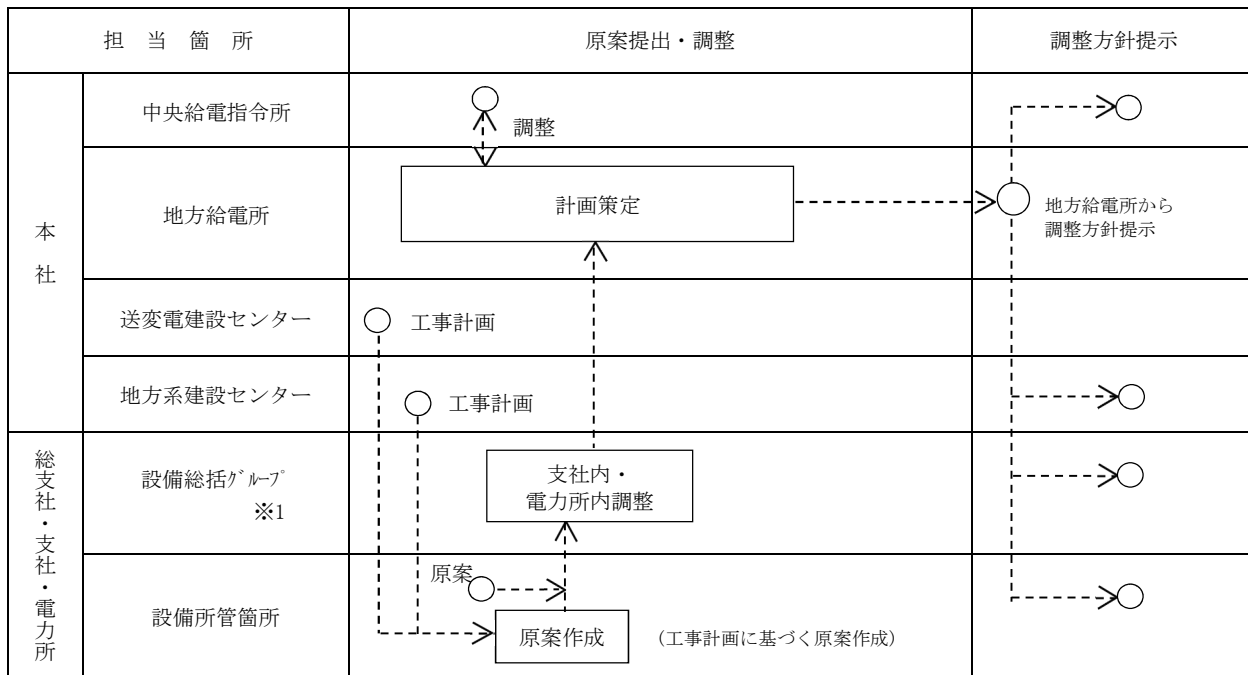 担 当 箇 所
原案提出・調整
調整方針提示
本社
中央給電指令所
調整
地方給電所
計画策定
地方給電所から
調整方針提示
送変電建設センター
工事計画
地方系建設センター
工事計画
総支社・支社・電力所
設備総括ｸﾞﾙｰﾌﾟ
※1
支社内・
電力所内調整
設備所管箇所
原案
原案作成
（工事計画に基づく原案作成）